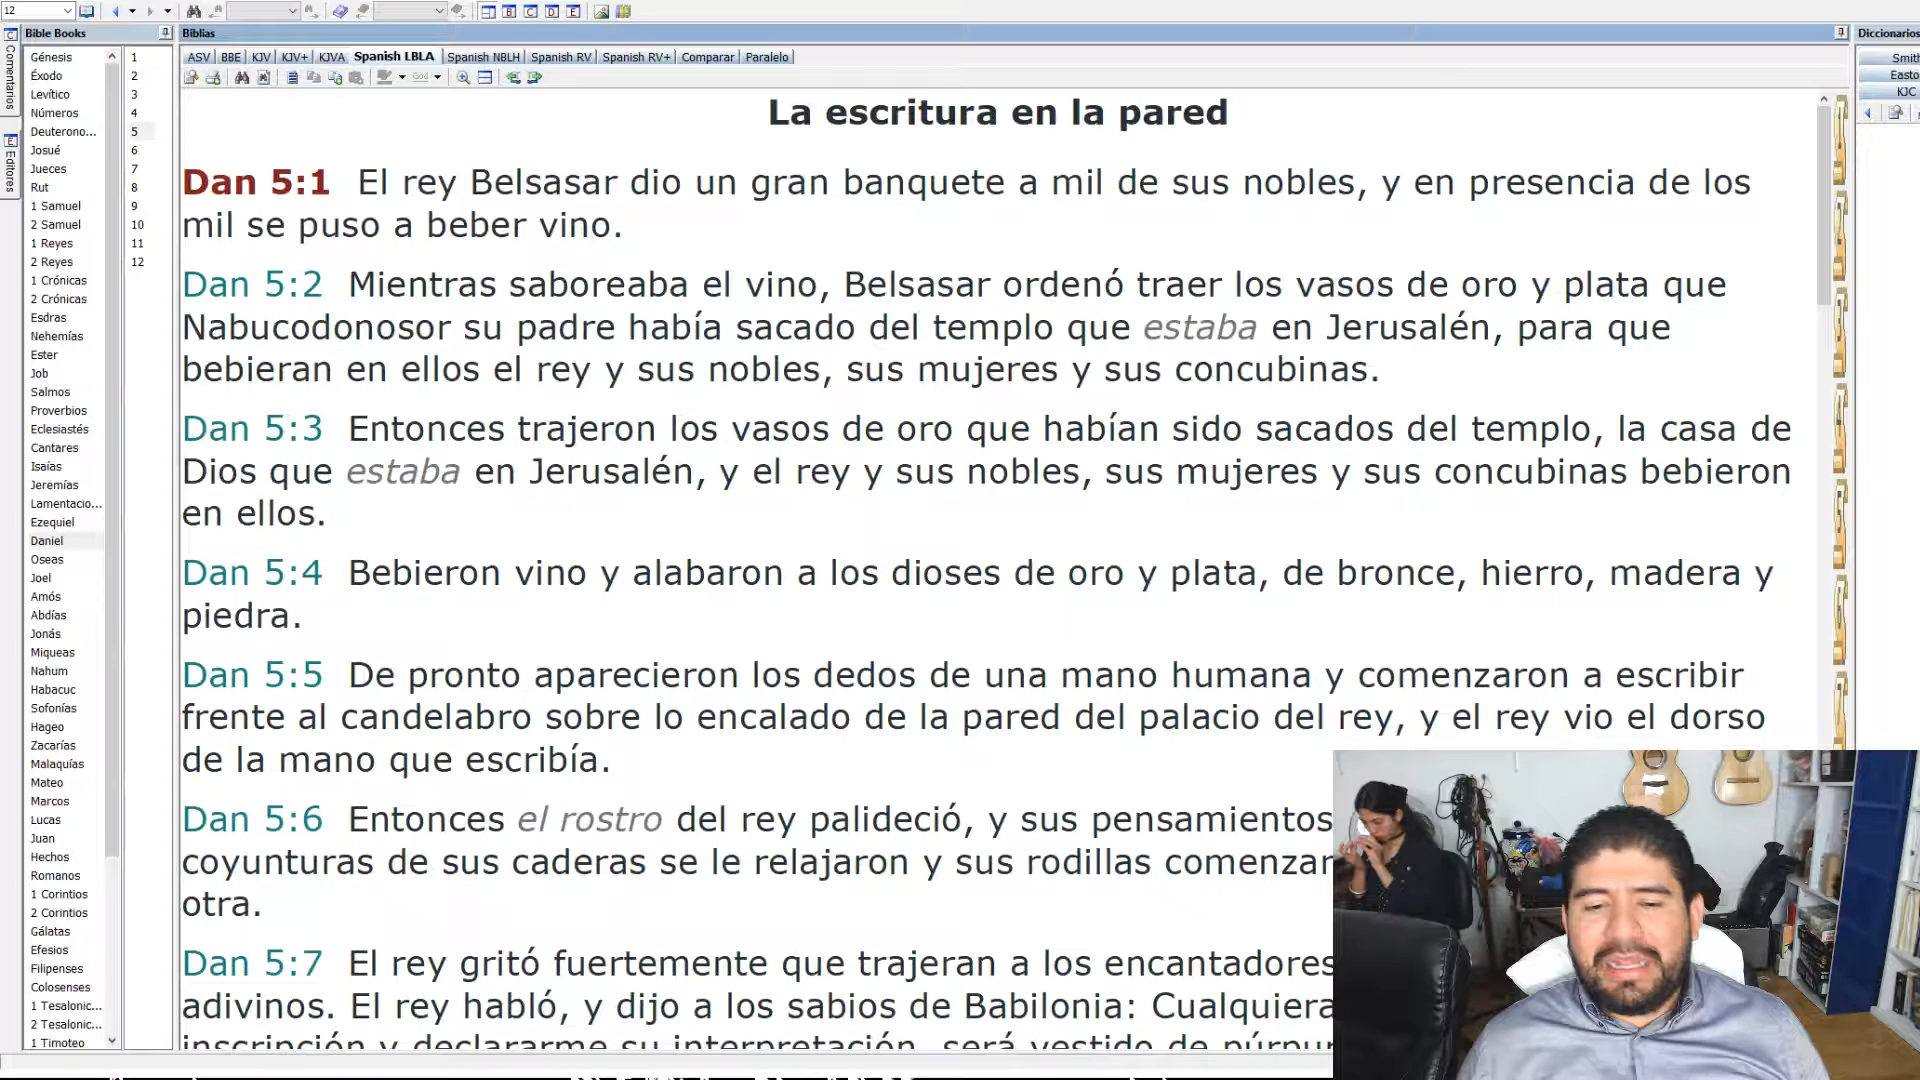 12
Bible Books
Biblias
Diccionarios
Comentarios
Editores
ASV BBE KJV KJV+ KJVA Spanish LBLA Spanish NBLH Spanish RV Spanish RV+ Comparar Paralelo
Génesis
Éxodo
Levítico
Números
Deuterono...
Josué
Jueces
Rut
1 Samuel
2 Samuel
1 Reyes
2 Reyes
1 Crónicas
2 Crónicas
Esdras
Nehemías
Ester
Job
Salmos
Proverbios
Eclesiastés
Cantares
Isaías
Jeremías
Lamentacio...
Ezequiel
Daniel
Oseas
Joel
Amós
Abdías
Jonás
Miqueas
Nahum
Habacuc
Sofonías
Hageo
Zacarías
Malaquías
Mateo
Marcos
Lucas
Juan
Hechos
Romanos
1 Corintios
2 Corintios
Gálatas
Efesios
Filipenses
Colosenses
1 Tesalonic...
2 Tesalonic...
1 Timoteo
1
2
3
4
5
6
7
8
9
10
11
12
La escritura en la pared
Dan 5:1 El rey Belsasar dio un gran banquete a mil de sus nobles, y en presencia de los
mil se puso a beber vino.
Dan 5:2 Mientras saboreaba el vino, Belsasar ordenó traer los vasos de oro y plata que
Nabucodonosor su padre había sacado del templo que estaba en Jerusalén, para que
bebieran en ellos el rey y sus nobles, sus mujeres y sus concubinas.
Dan 5:3 Entonces trajeron los vasos de oro que habían sido sacados del templo, la casa de
Dios que estaba en Jerusalén, y el rey y sus nobles, sus mujeres y sus concubinas bebieron
en ellos.
Dan 5:4 Bebieron vino y alabaron a los dioses de oro y plata, de bronce, hierro, madera y
piedra.
Dan 5:5 De pronto aparecieron los dedos de una mano humana y comenzaron a escribir
frente al candelabro sobre lo encalado de la pared del palacio del rey, y el rey vio el dorso
de la mano que escribía.
Dan 5:6 Entonces el rostro del rey palideció, y sus pensamientos
coyunturas de sus caderas se le relajaron y sus rodillas comenzar
otra.
Dan 5:7 El rey gritó fuertemente que trajeran a los encantadores
adivinos. El rey habló, y dijo a los sabios de Babilonia: Cualquiera
inscripción y declararme su interpretación, será vestido de púrpur
Smith
Easto
KJC